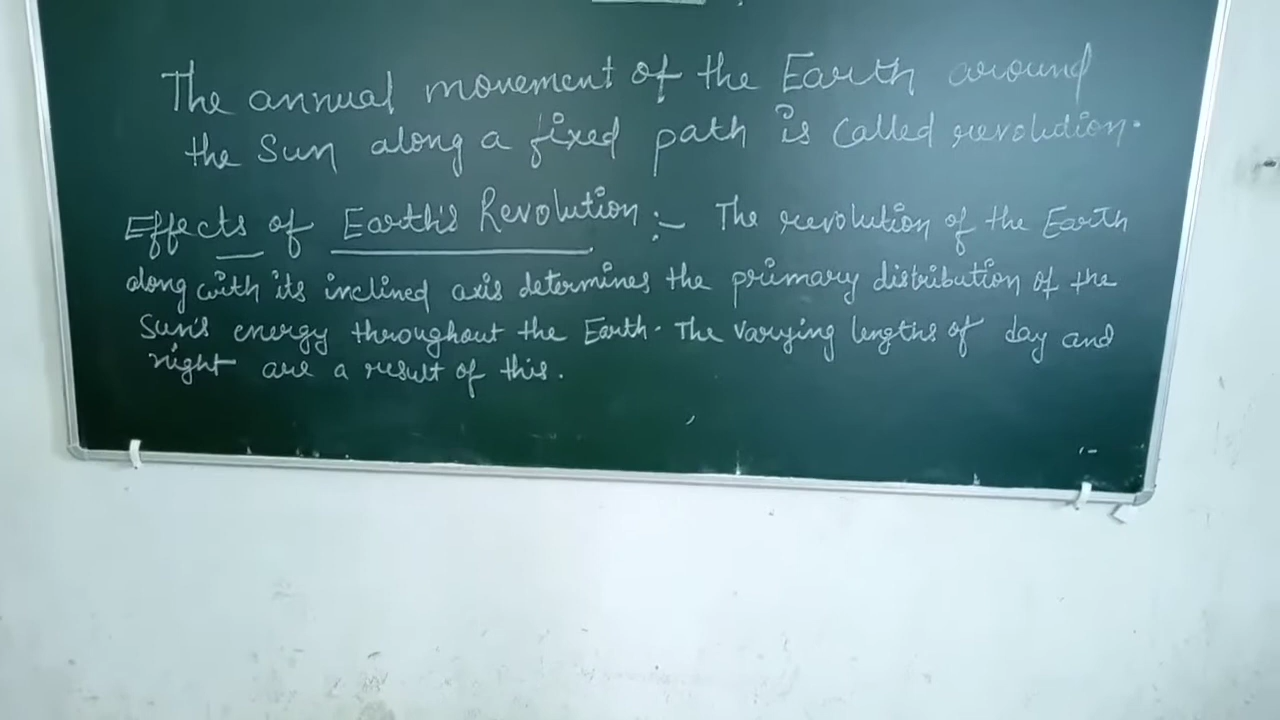 The annual movement of the Earth around
the Sun along a fixed path is called revolution.
Effects of Earth's Revolution :- The revolution of the Earth
along with its inclined axis determines the primary distribution of the
Sun's energy throughout the Earth. The varying lengths of day and
night are a result of this.